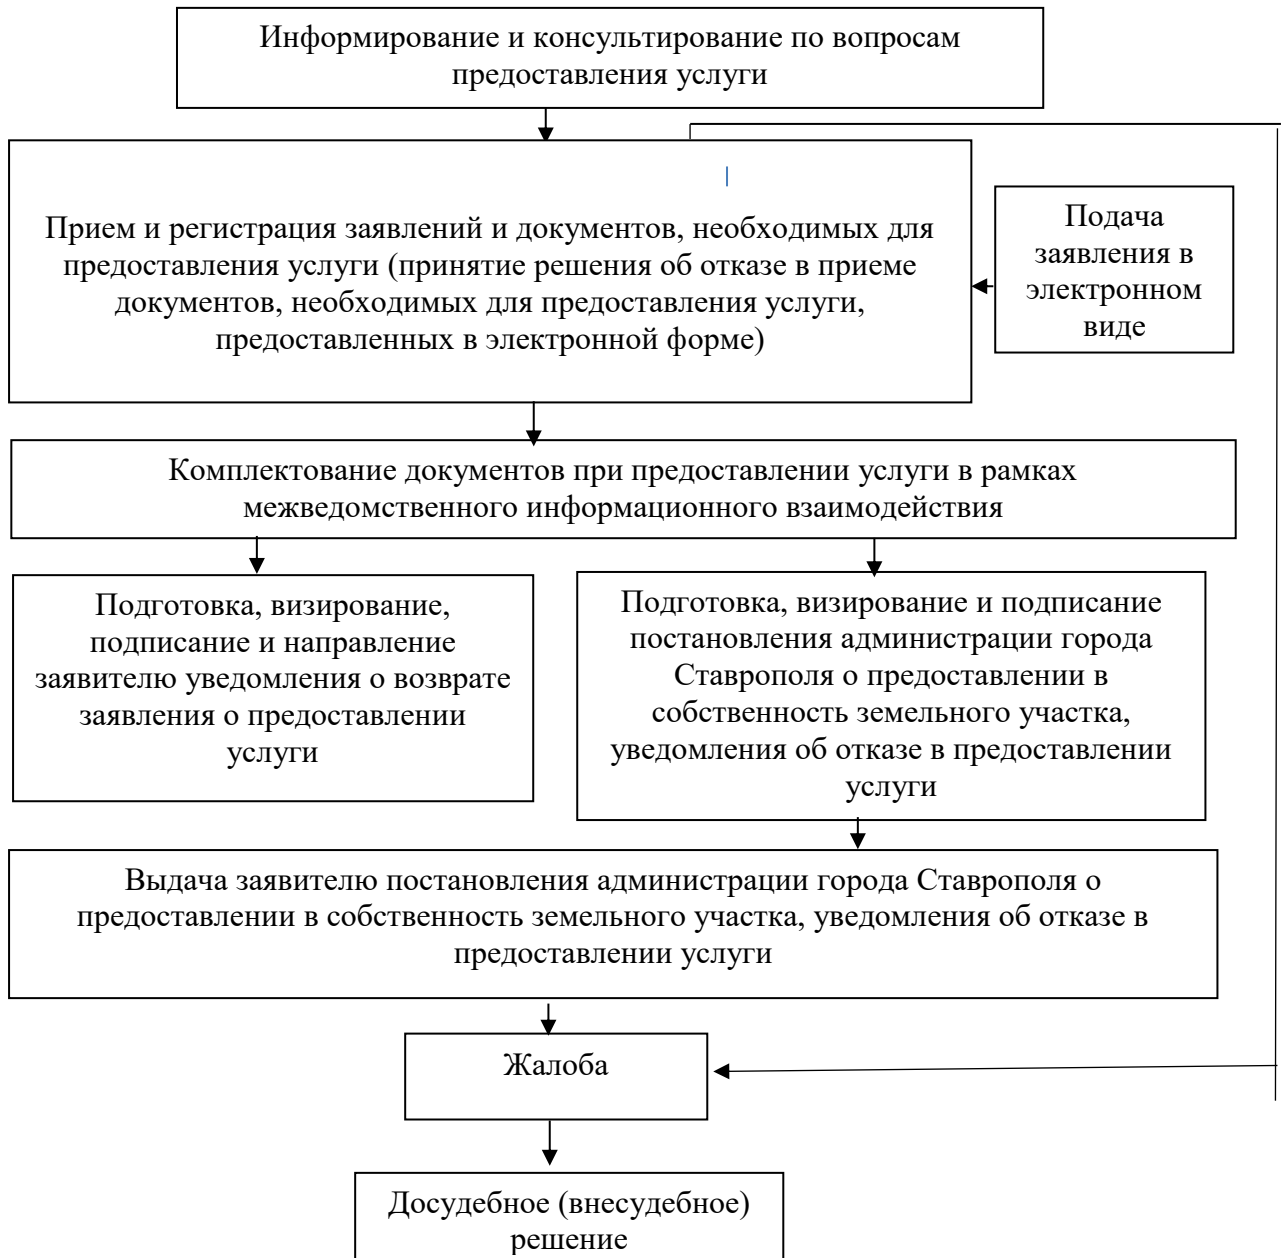 Информирование и консультирование по вопросам
предоставления услуги
Прием и регистрация заявлений и документов, необходимых для
предоставления услуги (принятие решения об отказе в приеме
документов, необходимых для предоставления услуги,
предоставленных в электронной форме)
Подача
заявления в
электронном
виде
Комплектование документов при предоставлении услуги в рамках
межведомственного информационного взаимодействия
Подготовка, визирование,
подписание и направление
заявителю уведомления о возврате
заявления о предоставлении
услуги
Подготовка, визирование и подписание
постановления администрации города
Ставрополя о предоставлении в
собственность земельного участка,
уведомления об отказе в предоставлении
услуги
Выдача заявителю постановления администрации города Ставрополя о
предоставлении в собственность земельного участка, уведомления об отказе в
предоставлении услуги
Жалоба
Досудебное (внесудебное)
решение